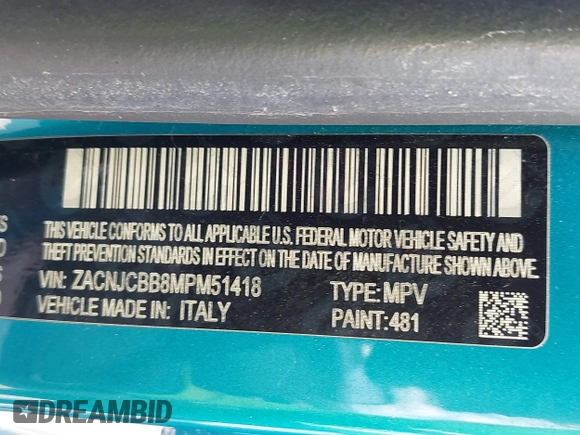 THIS VEHICLE CONFORMS TO ALL APPLICABLE U.S. FEDERAL MOTOR VEHICLE SAFETY AND
THEFT PREVENTION STANDARDS IN EFFECT ON THE DATE OF MANUFACTURE SHOWN ABOVE.
VIN: ZACNJCBB8MPM51418 TYPE: MPV
VEHICLE MADE IN: ITALY PAINT: 481
DREAMBID